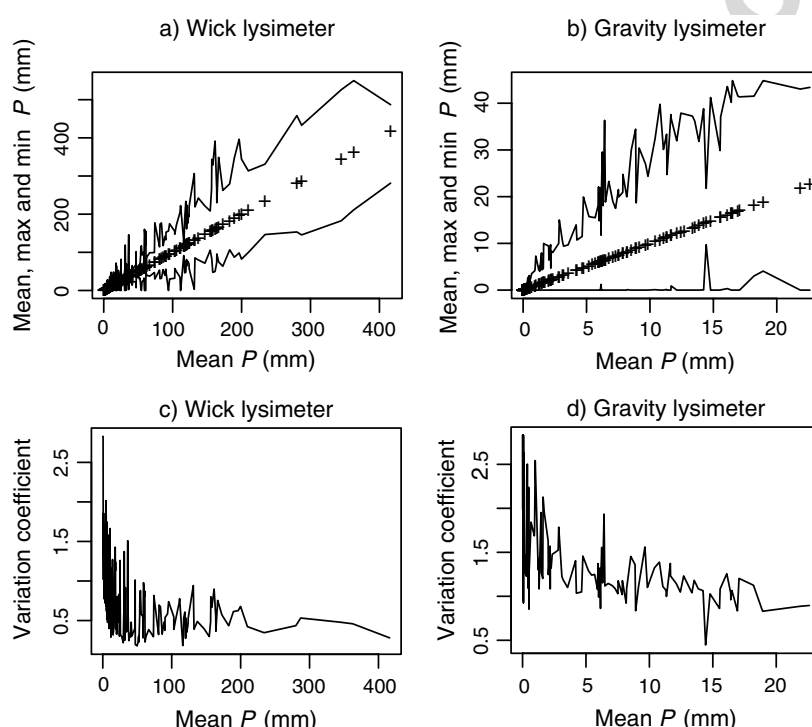 a) Wick lysimeter
Mean, max and min P (mm)
400
200
0
0 100 200 300 400
Mean P (mm)
b) Gravity lysimeter
Mean, max and min P (mm)
40
30
20
10
0
0 5 10 15 20
Mean P (mm)
c) Wick lysimeter
Variation coefficient
2.5
1.5
0.5
0 100 200 300 400
Mean P (mm)
d) Gravity lysimeter
Variation coefficient
2.5
1.5
0.5
0 5 10 15 20
Mean P (mm)